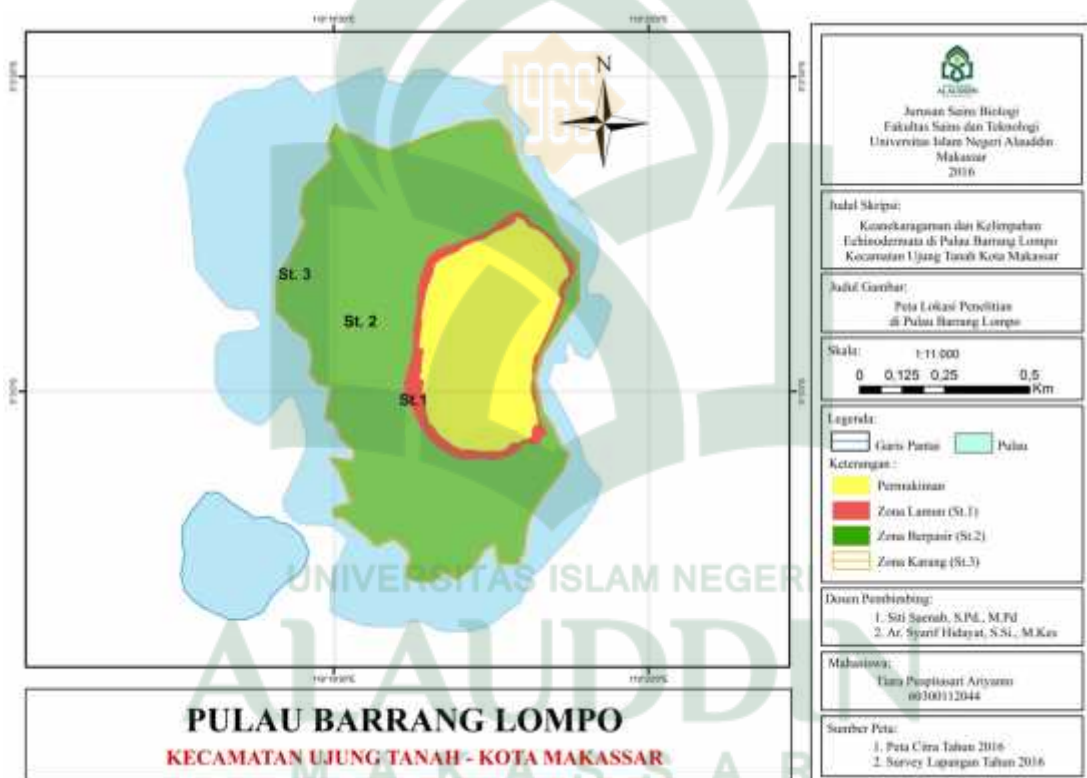 N
St. 3
St. 2
St.1
PULAU BARRANG LOMPO
KECAMATAN UJUNG TANAH - KOTA MAKASSAR
ALAUDDIN
Jurusan Sains Biologi
Fakultas Sains dan Teknologi
Universitas Islam Negeri Alauddin
Makassar
2016
Judul Skripsi:
Keanekaragaman dan Kelimpahan
Echinodermata di Pulau Barrang Lompo
Kecamatan Ujung Tanah Kota Makassar
Judul Gambar:
Peta Lokasi Penelitian
di Pulau Barrang Lompo
Skala:
1:11.000
0 0,125 0,25 0,5
Km
Legenda:
Garis Pantai Pulau
Keterangan :
Permukiman
Zona Lamun (St.1)
Zona Berpasir (St.2)
Zona Karang (St.3)
Dosen Pembimbing:
1. Siti Saenab, S.Pd., M.Pd
2. Ar. Syarif Hidayat, S.Si., M.Kes
Mahasiswa:
Tiara Puspitasari Ariyanto
60300112044
Sumber Peta:
1. Peta Citra Tahun 2016
2. Survey Lapangan Tahun 2016
1965
UNIVERSITAS ISLAM NEGERI
ALAUDDIN
MAKASSAR